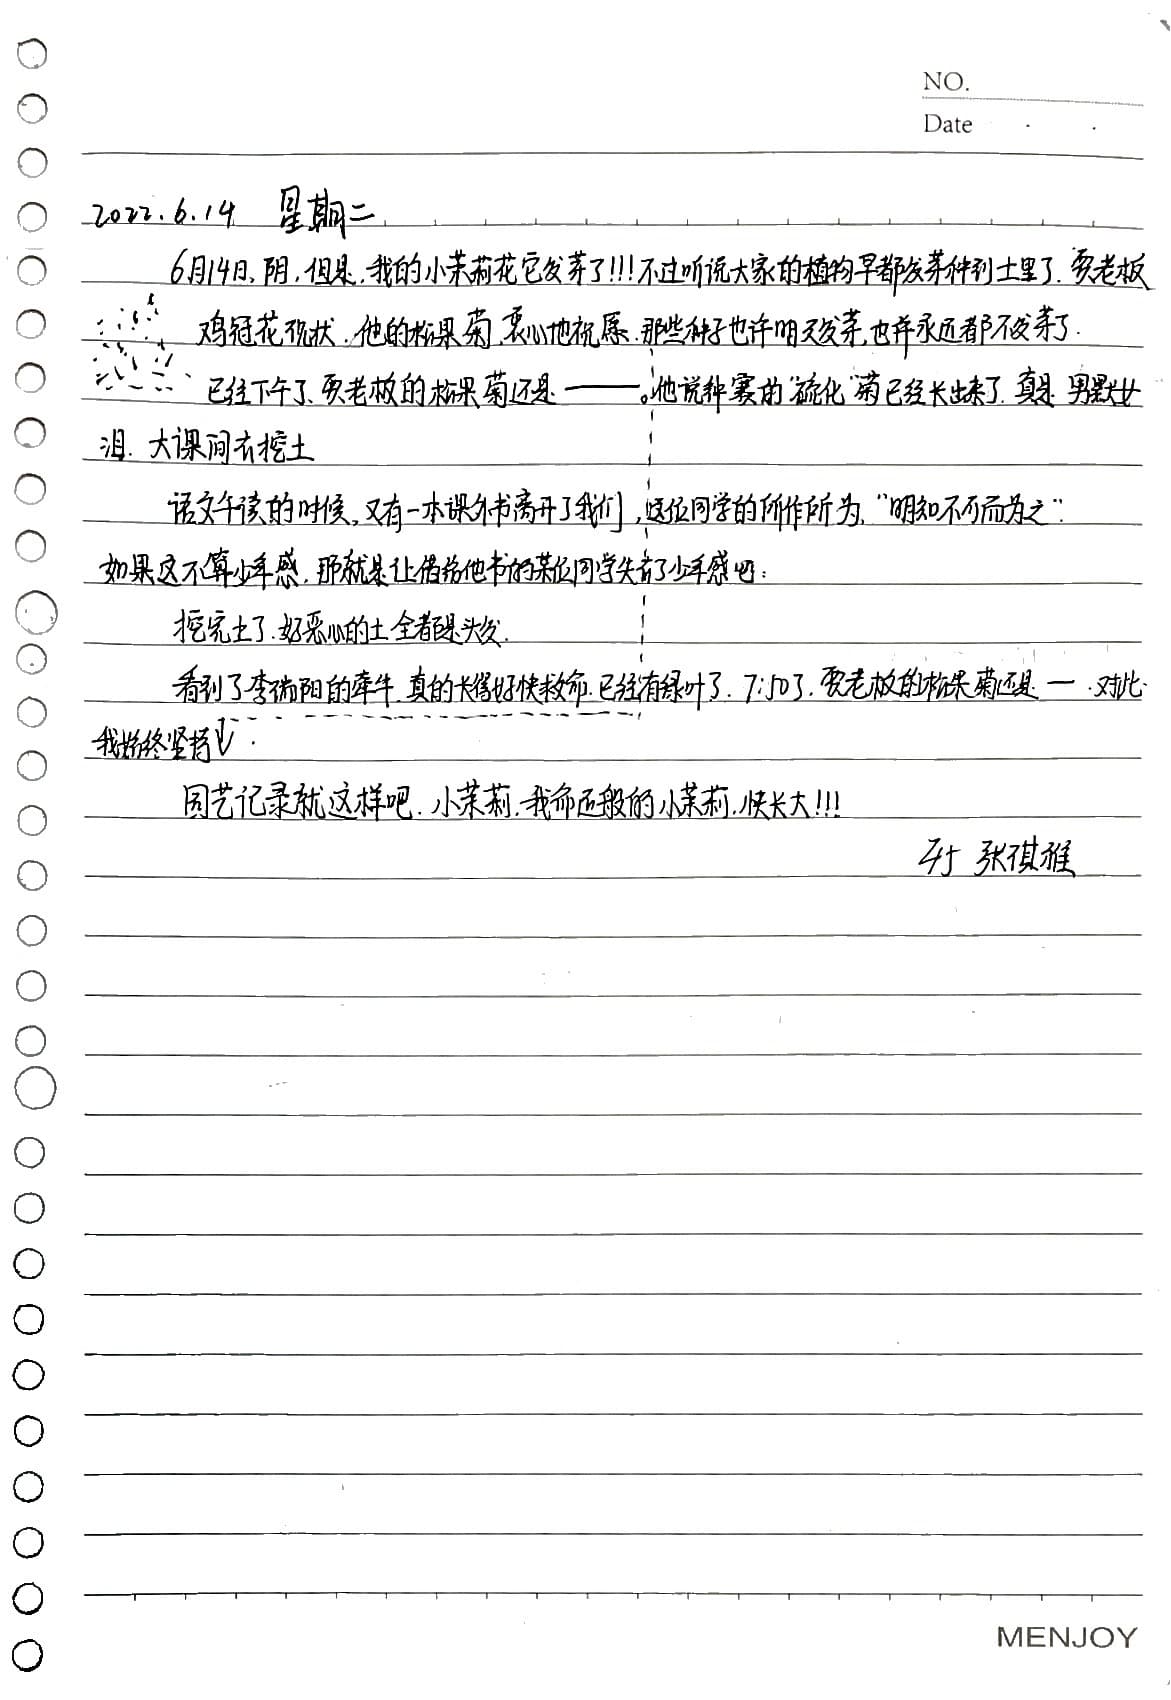 NO.
Date
2022.6.14 星期二
6月14日、阴，但是，我的小茉莉花它发芽了!!!不过听说大家的植物早都发芽种到土里了.贾老板
鸡冠花现状.他的松果菊,衷心地祝愿.那些种子也许明天发芽,也许永远都不发芽了.
已经下午了、贾老板的松果菊还是———。他说种赛的“硫化”菊已经长出来了.真是男默女
泪.大课间去挖土
语文午读的时候,又有一本课外书离开了我们,这位同学的所作所为,“明知不可而为之”.
如果这不算少年感,那就是让借给他书的某位同学失去了少年感吧:
挖完土了.好恶心的土全都是头发.
看到了李瑞阳的牵牛.真的长得好快救命.已经有绿叶了.7:50了.贾老板的松果菊还是一.对此
我始终坚持↓.
园艺记录就这样吧.小茉莉.我命运般的小茉莉.快长大!!!
张祺雅
MENJOY